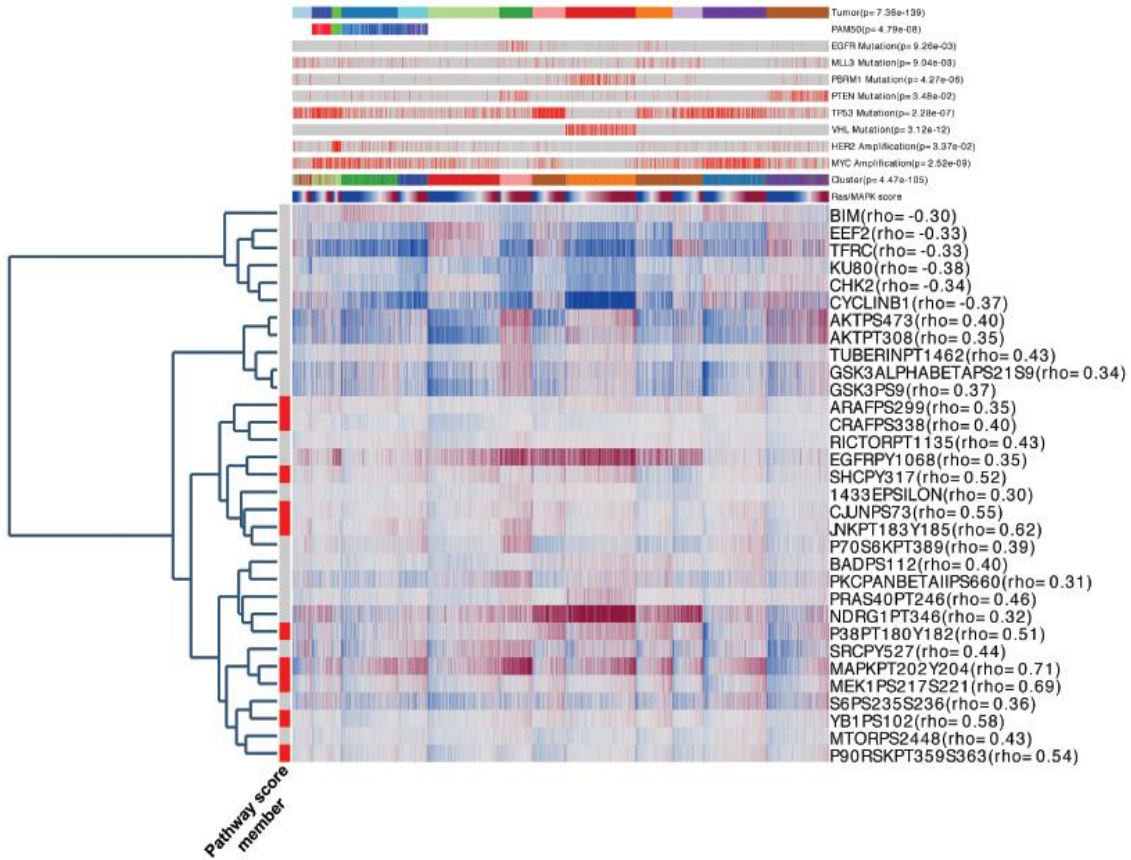 Tumor(p= 7.36e-139)
PAM50(p= 4.79e-08)
EGFR Mutation(p= 9.26e-03)
MLL3 Mutation(p= 9.04e-03)
PBRM1 Mutation(p= 4.27e-06)
PTEN Mutation(p= 3.48e-02)
TP53 Mutation(p= 2.28e-07)
VHL Mutation(p= 3.12e-12)
HER2 Amplification(p= 3.37e-02)
MYC Amplification(p= 2.52e-09)
Cluster(p= 4.47e-105)
Ras/MAPK score
BIM(rho= -0.30)
EEF2(rho= -0.33)
TFRC(rho= -0.33)
KU80(rho= -0.38)
CHK2(rho= -0.34)
CYCLINB1(rho= -0.37)
AKTPS473(rho= 0.40)
AKTPT308(rho= 0.35)
TUBERINPT1462(rho= 0.43)
GSK3ALPHABETAPS21S9(rho= 0.34)
GSK3PS9(rho= 0.37)
ARAFPS299(rho= 0.35)
CRAFPS338(rho= 0.40)
RICTORPT1135(rho= 0.43)
EGFRPY1068(rho= 0.35)
SHCPY317(rho= 0.52)
1433EPSILON(rho= 0.30)
CJUNPS73(rho= 0.55)
JNKPT183Y185(rho= 0.62)
P70S6KPT389(rho= 0.39)
BADPS112(rho= 0.40)
PKCPANBETAIIPS660(rho= 0.31)
PRAS40PT246(rho= 0.46)
NDRG1PT346(rho= 0.32)
P38PT180Y182(rho= 0.51)
SRCPY527(rho= 0.44)
MAPKPT202Y204(rho= 0.71)
MEK1PS217S221(rho= 0.69)
S6PS235S236(rho= 0.36)
YB1PS102(rho= 0.58)
MTORPS2448(rho= 0.43)
P90RSKPT359S363(rho= 0.54)
Pathway score
member